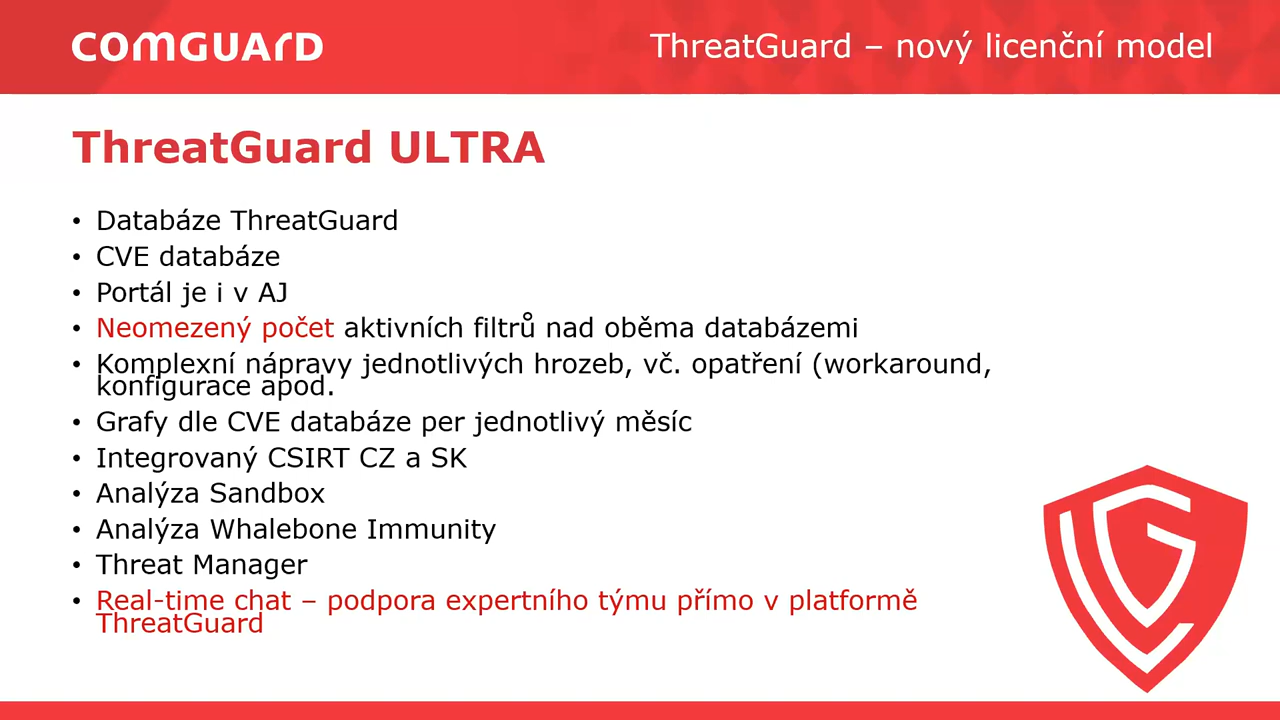 COMGUARD
ThreatGuard – nový licenční model
ThreatGuard ULTRA
• Databáze ThreatGuard
• CVE databáze
• Portál je i v AJ
• Neomezený počet aktivních filtrů nad oběma databázemi
• Komplexní nápravy jednotlivých hrozeb, vč. opatření (workaround,
konfigurace apod.
• Grafy dle CVE databáze per jednotlivý měsíc
• Integrovaný CSIRT CZ a SK
• Analýza Sandbox
• Analýza Whalebone Immunity
• Threat Manager
• Real-time chat – podpora expertního týmu přímo v platformě
ThreatGuard